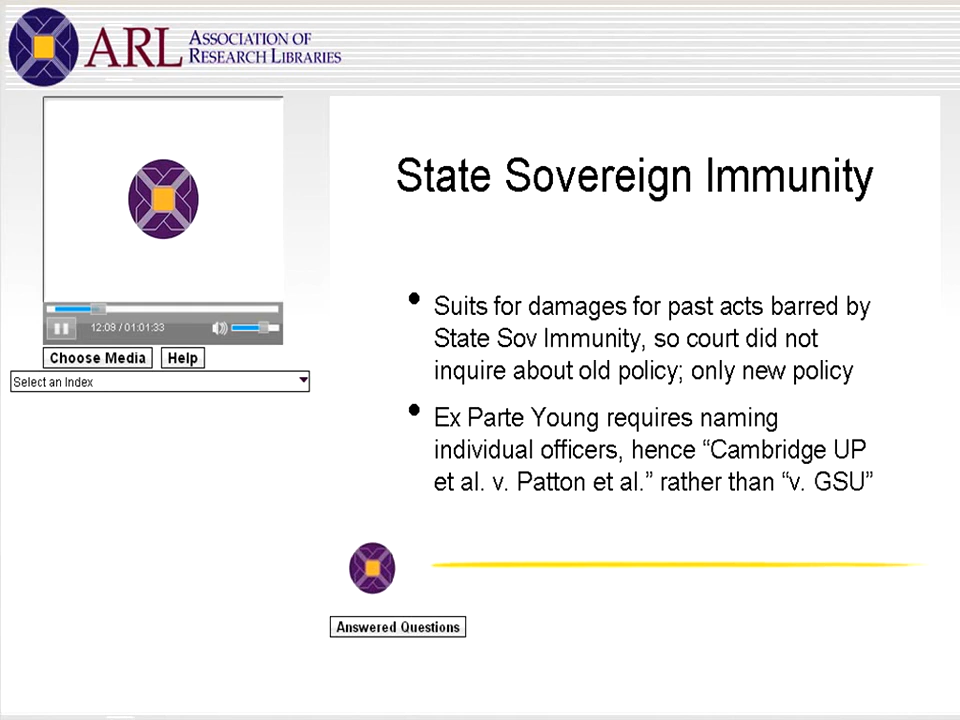 ARL ASSOCIATION OF
RESEARCH LIBRARIES
12:09 / 01:01:33
Choose Media
Help
Select an Index
State Sovereign Immunity
• Suits for damages for past acts barred by
State Sov Immunity, so court did not
inquire about old policy; only new policy
• Ex Parte Young requires naming
individual officers, hence “Cambridge UP
et al. v. Patton et al.” rather than “v. GSU”
Answered Questions